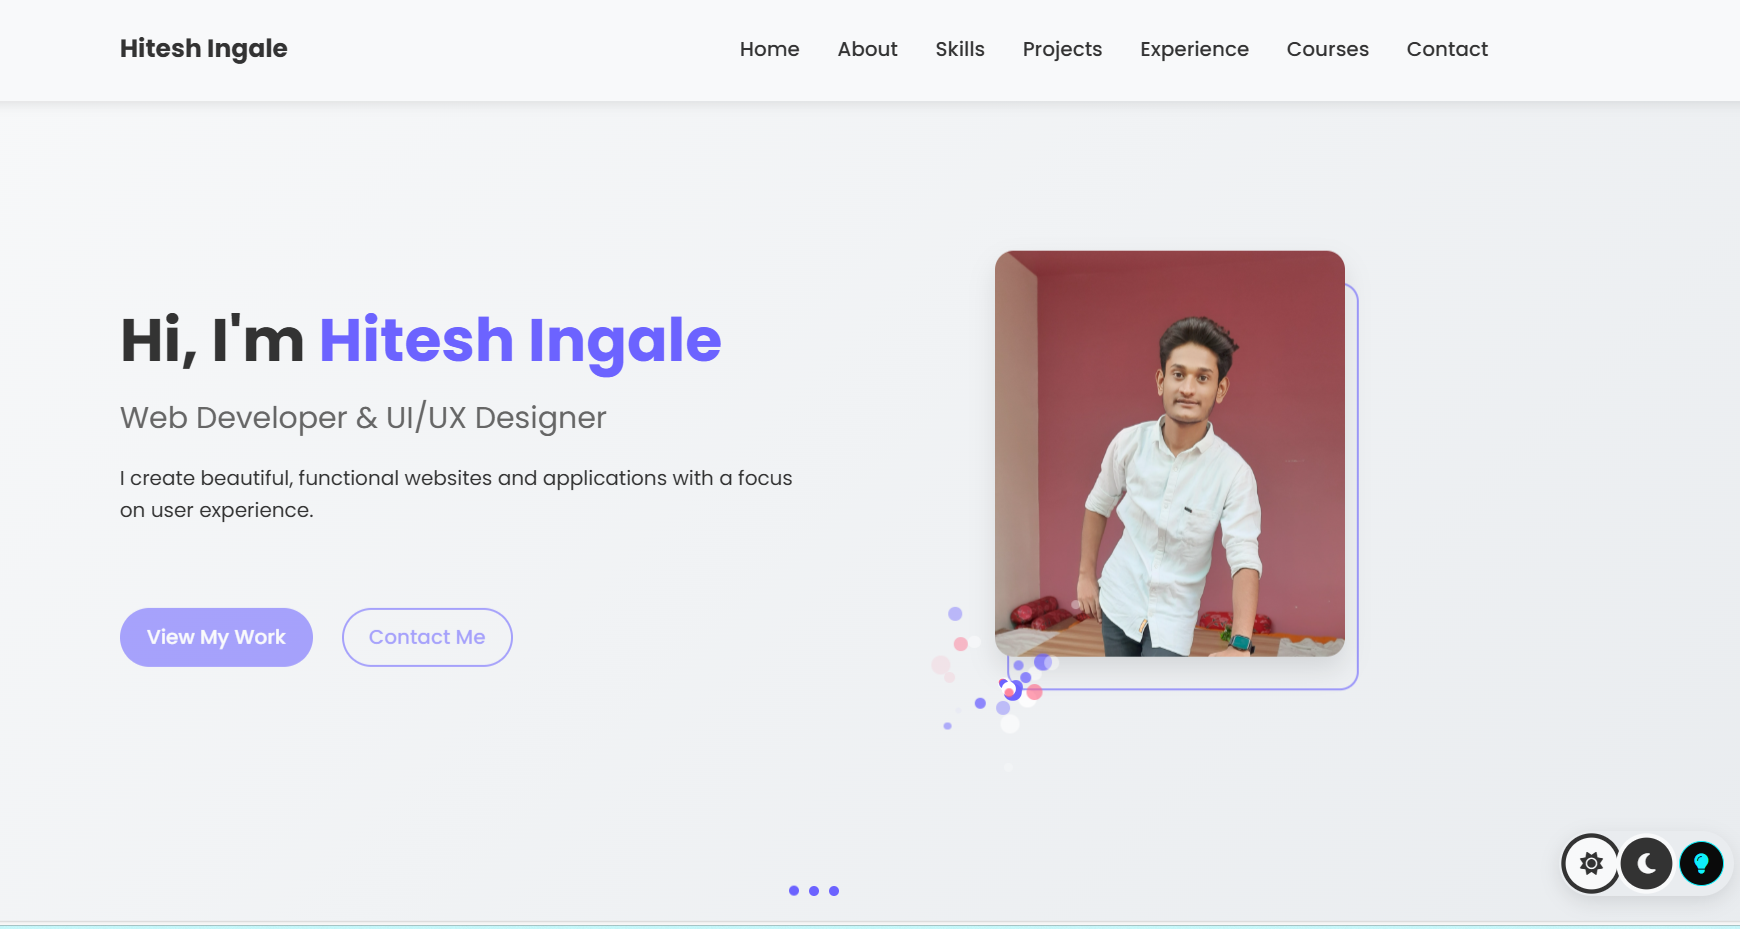 Hitesh Ingale
Home About Skills Projects Experience Courses Contact
Hi, I'm Hitesh Ingale
Web Developer & UI/UX Designer
I create beautiful, functional websites and applications with a focus
on user experience.
View My Work
Contact Me